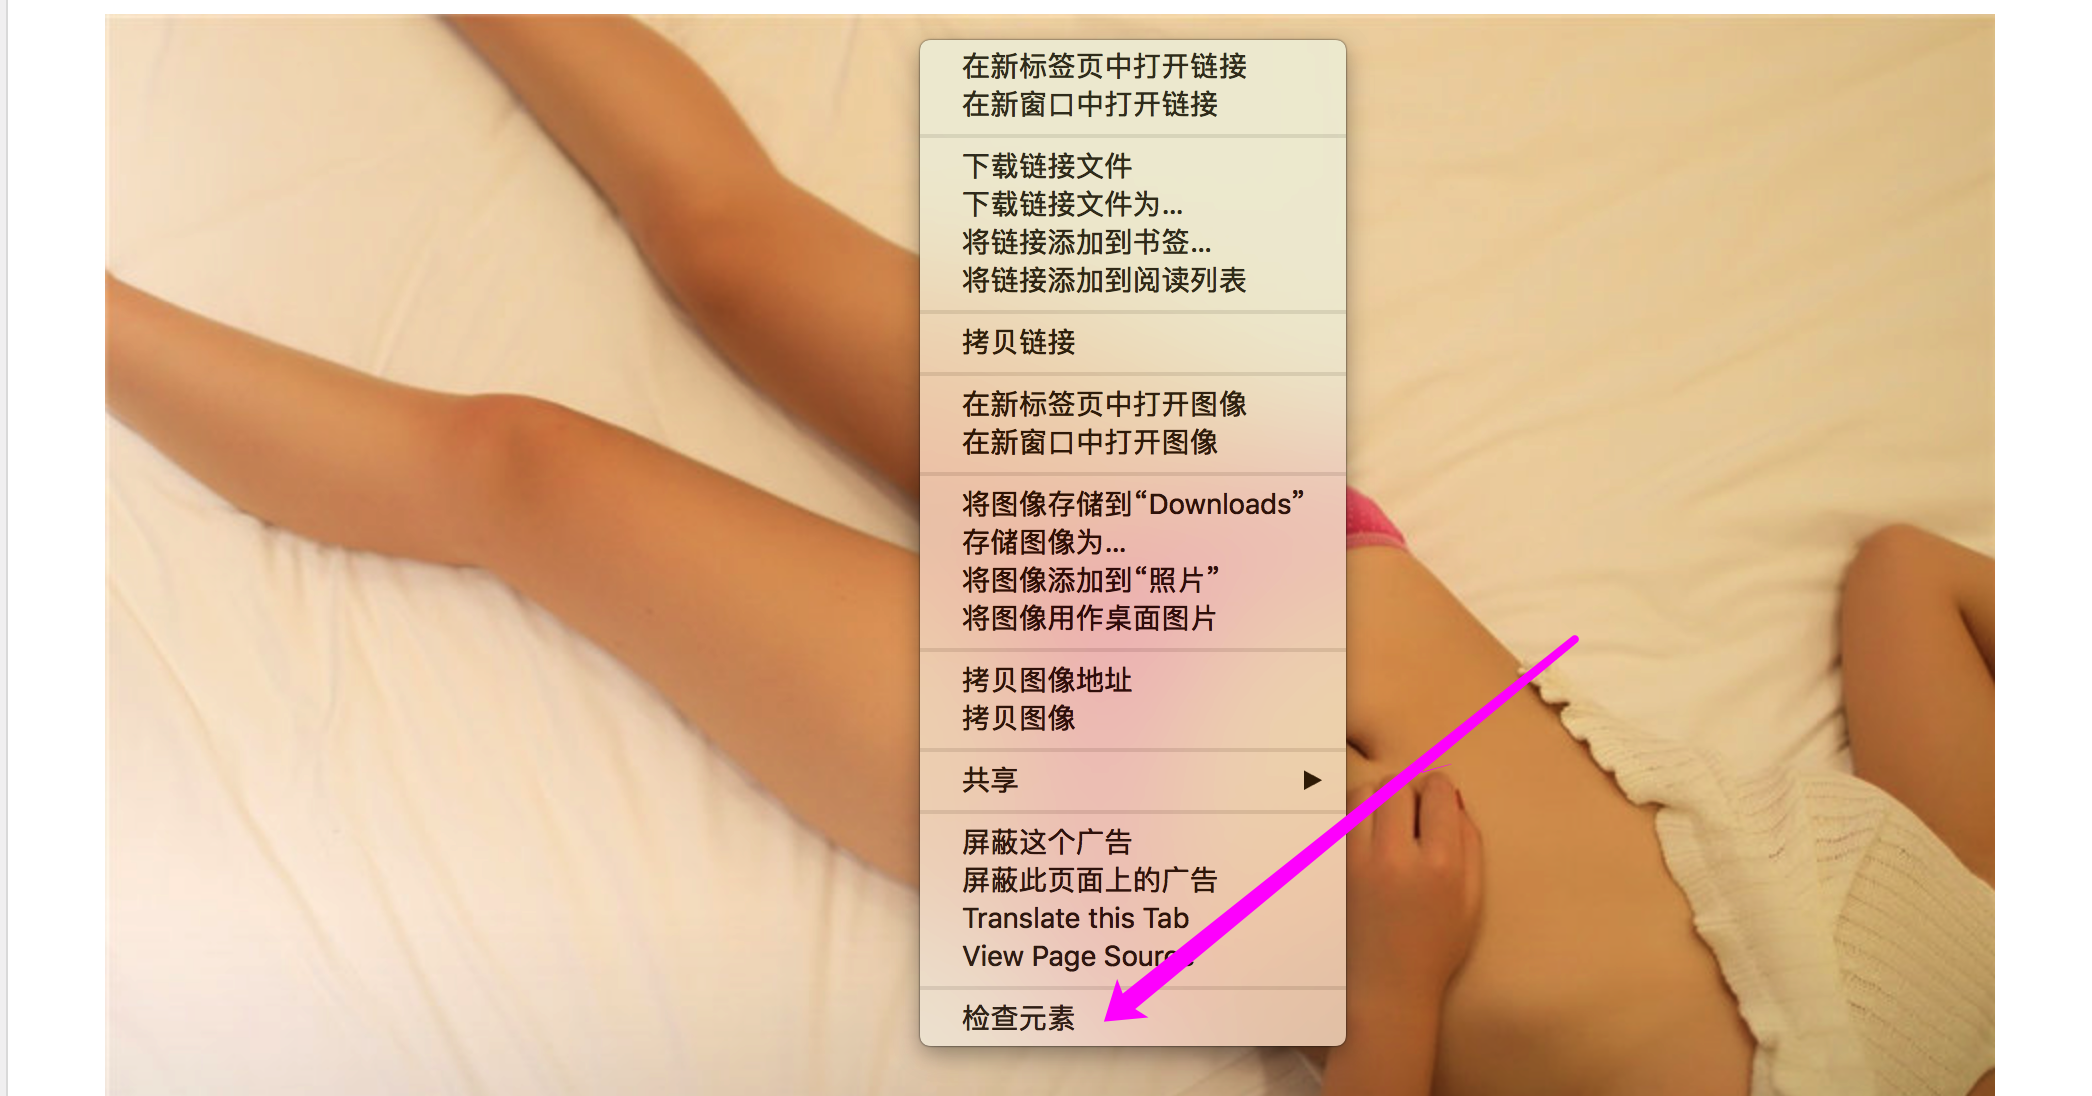 在新标签页中打开链接
在新窗口中打开链接
下载链接文件
下载链接文件为...
将链接添加到书签...
将链接添加到阅读列表
拷贝链接
在新标签页中打开图像
在新窗口中打开图像
将图像存储到“Downloads”
存储图像为...
将图像添加到“照片”
将图像用作桌面图片
拷贝图像地址
拷贝图像
共享
屏蔽这个广告
屏蔽此页面上的广告
Translate this Tab
View Page Source
检查元素